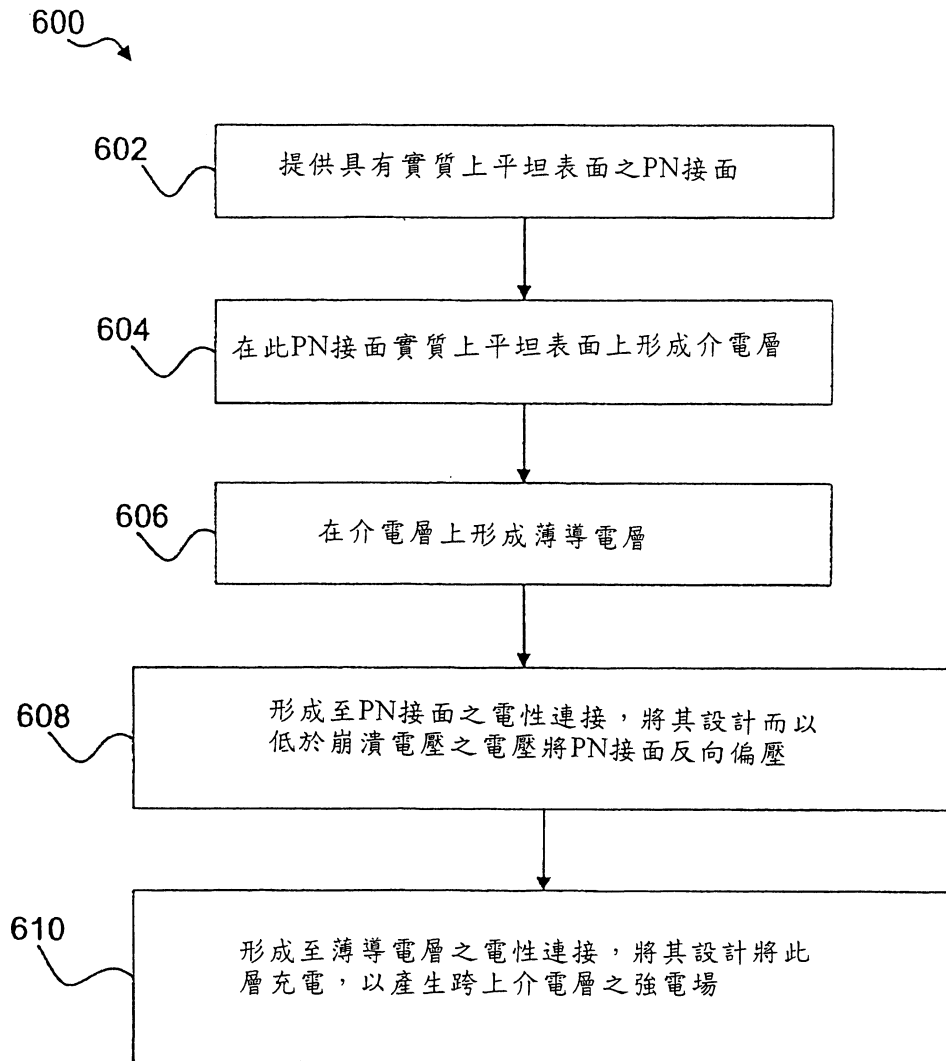 600
602
提供具有實質上平坦表面之PN接面
604
在此PN接面實質上平坦表面上形成介電層
606
在介電層上形成薄導電層
608
形成至PN接面之電性連接，將其設計而以
低於崩潰電壓之電壓將PN接面反向偏壓
610
形成至薄導電層之電性連接，將其設計將此
層充電，以產生跨上介電層之強電場